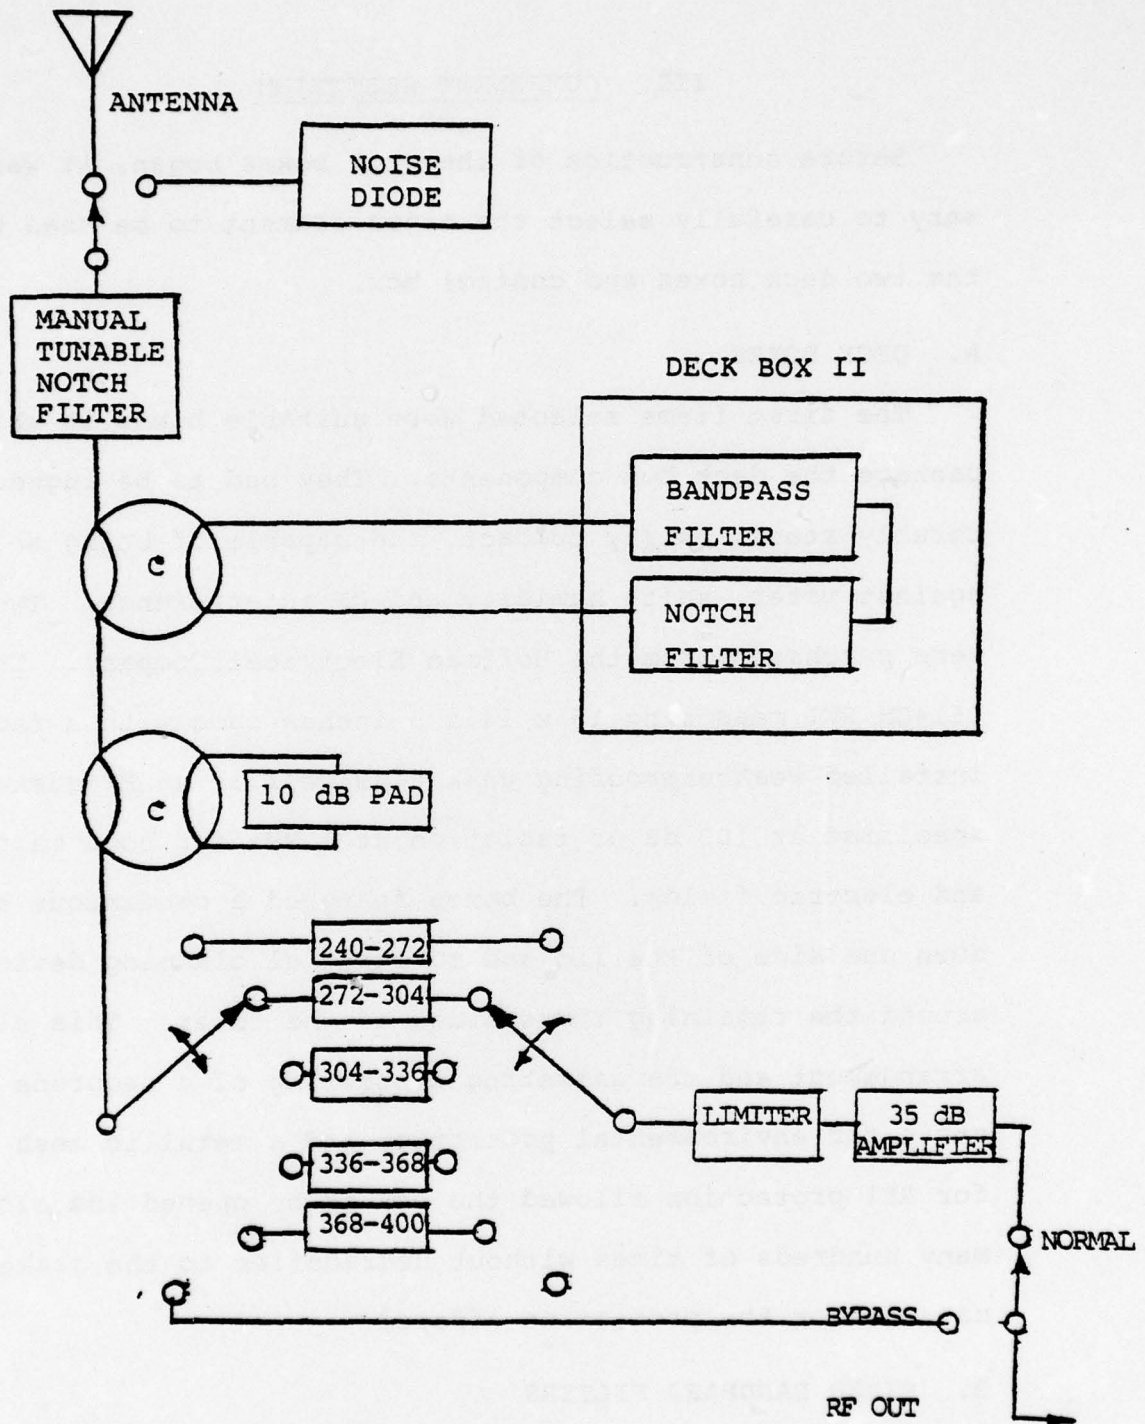 ANTENNA
NOISE
DIODE
MANUAL
TUNABLE
NOTCH
FILTER
DECK BOX II
BANDPASS
FILTER
NOTCH
FILTER
C
C
10 dB PAD
240-272
272-304
304-336
336-368
368-400
LIMITER
35 dB
AMPLIFIER
NORMAL
BYPASS
RF OUT